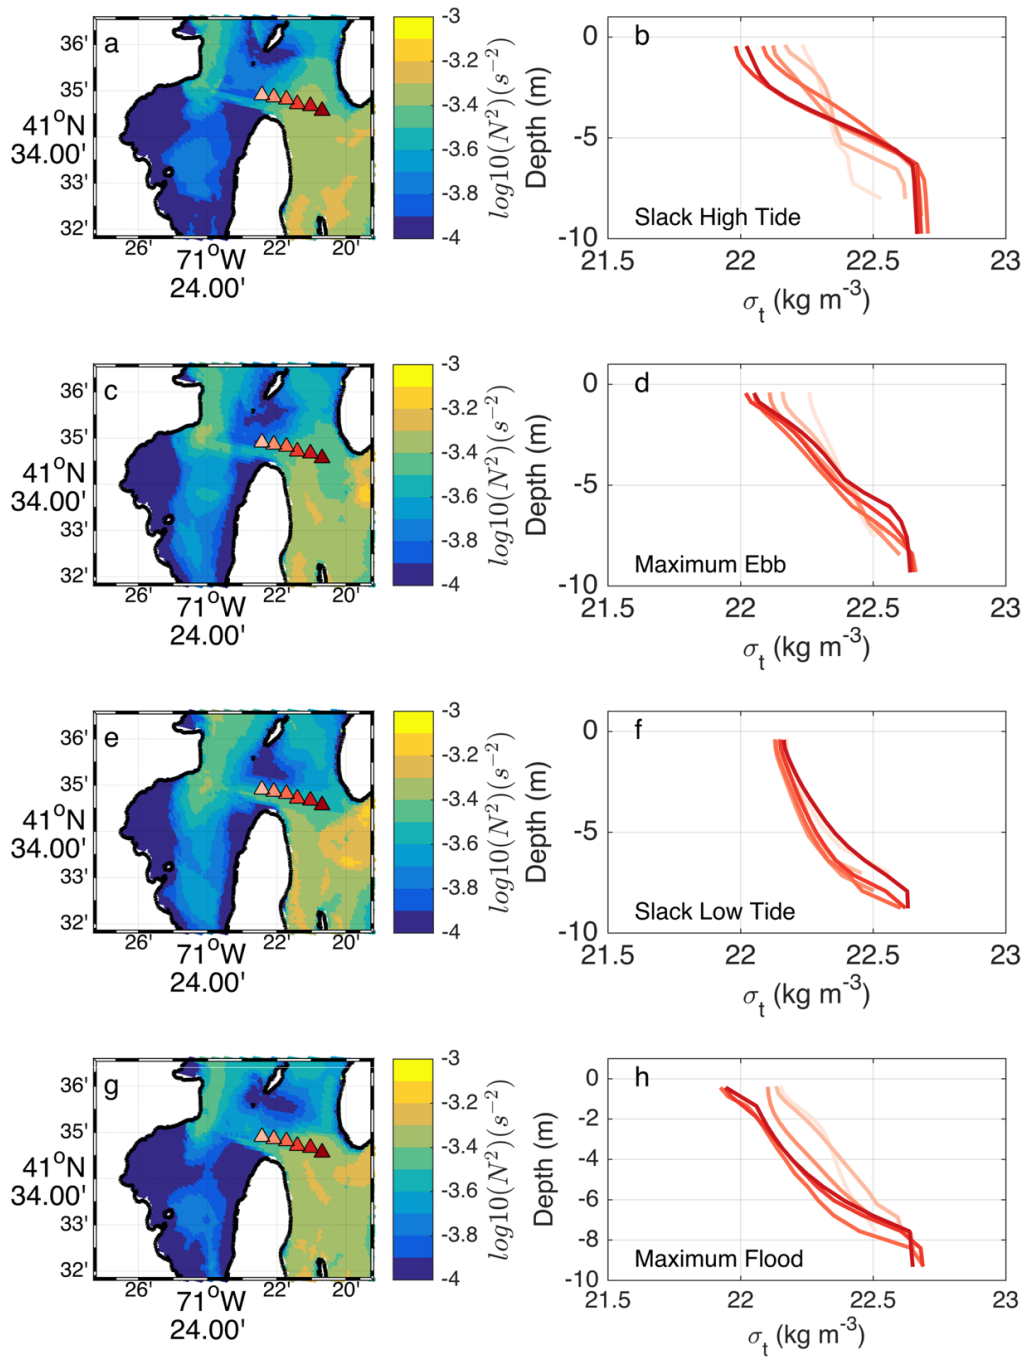 a
36'
35'
41°N
34.00'
33'
32'
26'
71°W
24.00'
22'
20'
-3
-3.2
-3.4
-3.6
-3.8
-4
log10(N²)(s⁻²)
b
0
-5
-10
Depth (m)
Slack High Tide
21.5
22
22.5
23
σt (kg m⁻³)
c
36'
35'
41°N
34.00'
33'
32'
26'
71°W
24.00'
22'
20'
-3
-3.2
-3.4
-3.6
-3.8
-4
log10(N²)(s⁻²)
d
0
-5
-10
Depth (m)
Maximum Ebb
21.5
22
22.5
23
σt (kg m⁻³)
e
36'
35'
41°N
34.00'
33'
32'
26'
71°W
24.00'
22'
20'
-3
-3.2
-3.4
-3.6
-3.8
-4
log10(N²)(s⁻²)
f
0
-5
-10
Depth (m)
Slack Low Tide
21.5
22
22.5
23
σt (kg m⁻³)
g
36'
35'
41°N
34.00'
33'
32'
26'
71°W
24.00'
22'
20'
-3
-3.2
-3.4
-3.6
-3.8
-4
log10(N²)(s⁻²)
h
0
-2
-4
-6
-8
-10
Depth (m)
Maximum Flood
21.5
22
22.5
23
σt (kg m⁻³)